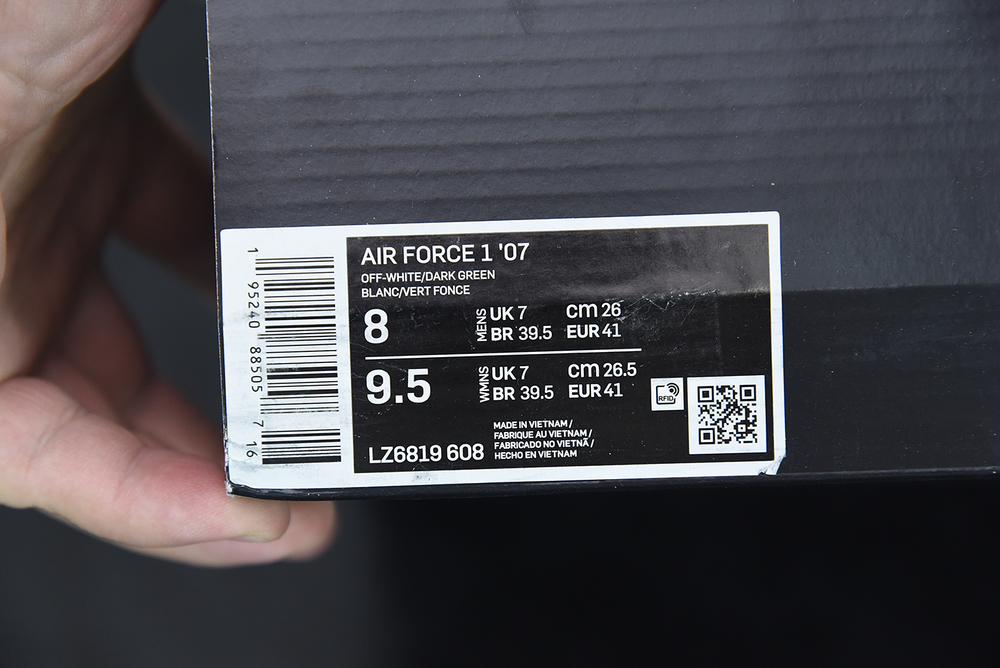 1 95240 88505 7 16
AIR FORCE 1 '07
OFF-WHITE/DARK GREEN
BLANC/VERT FONCE
8
MENS
UK 7 cm 26
BR 39.5 EUR 41
9.5
WMNS
UK 7 cm 26.5
BR 39.5 EUR 41
RFID
LZ6819 608
MADE IN VIETNAM /
FABRIQUE AU VIETNAM /
FABRICADO NO VIETNÃ /
HECHO EN VIETNAM